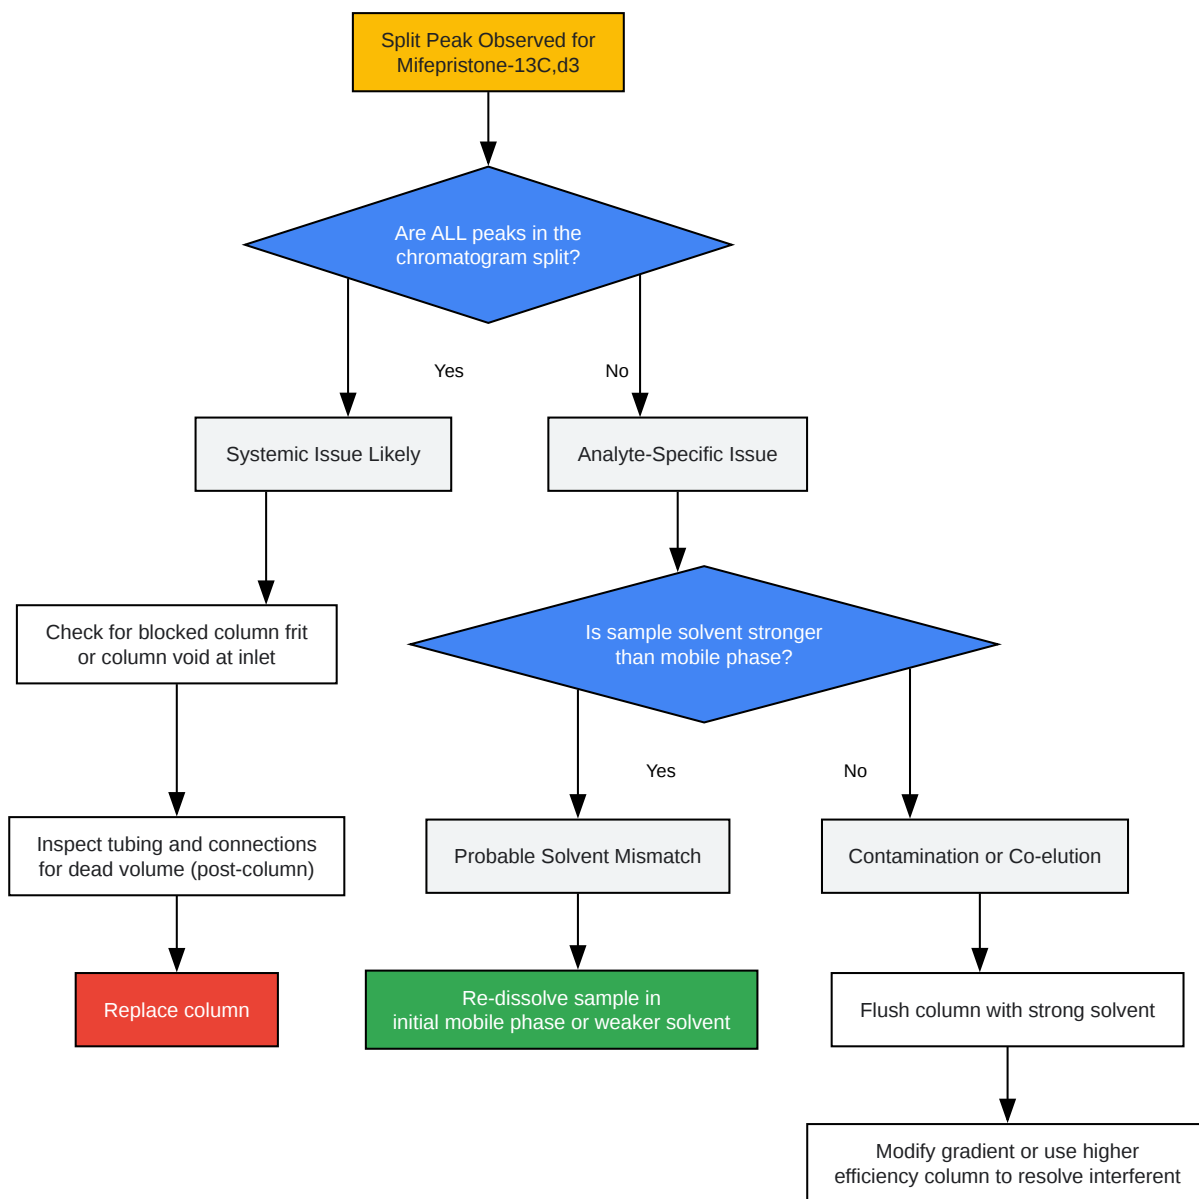 Split Peak Observed for
Mifepristone-13C,d3
Are ALL peaks in the
chromatogram split?
Yes
No
Systemic Issue Likely
Analyte-Specific Issue
Check for blocked column frit
or column void at inlet
Is sample solvent stronger
than mobile phase?
Yes
No
Inspect tubing and connections
for dead volume (post-column)
Probable Solvent Mismatch
Contamination or Co-elution
Replace column
Re-dissolve sample in
initial mobile phase or weaker solvent
Flush column with strong solvent
Modify gradient or use higher
efficiency column to resolve interferent